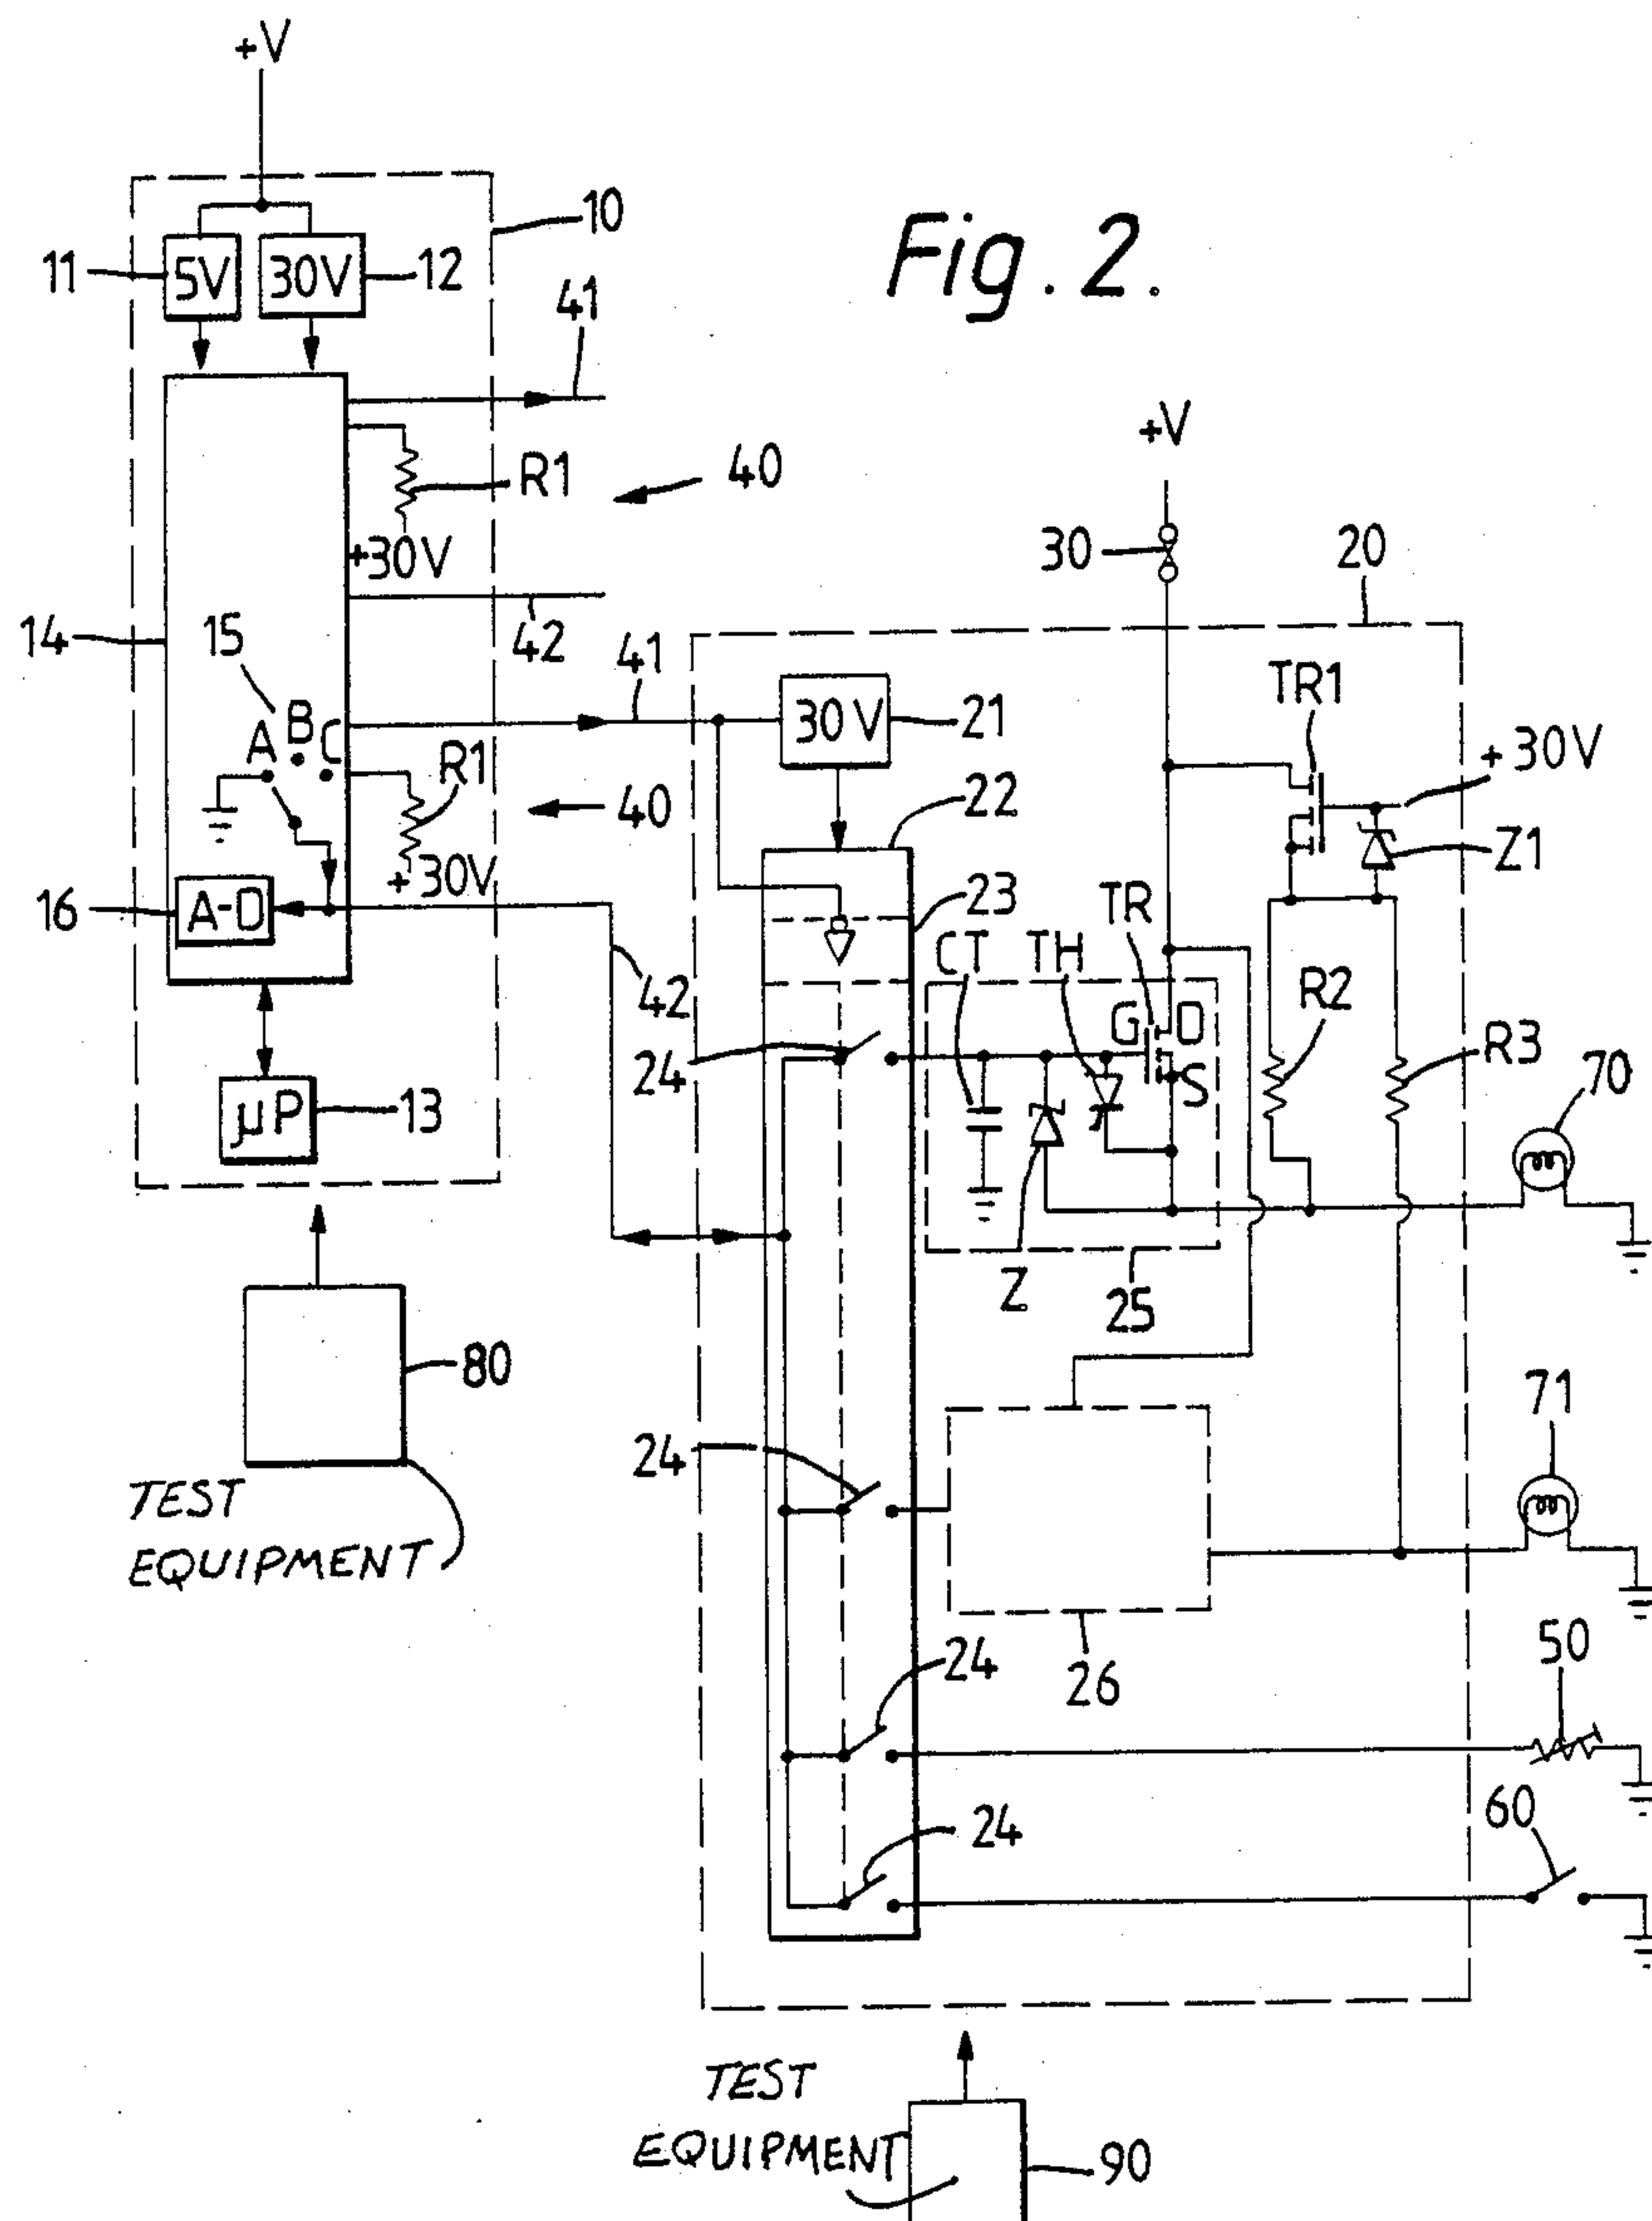 +V
10
Fig. 2.
11
5V
30V
12
41
+V
R1
40
+30V
30
20
14
15
42
41
TR1
A
B
C
30V
21
+30V
R1
40
22
Z1
+30V
16
A-D
23
CT
TH
TR
42
R2
G
D
S
24
R3
70
µP
13
Z
25
80
71
24
TEST
EQUIPMENT
26
24
50
60
24
TEST
EQUIPMENT
90